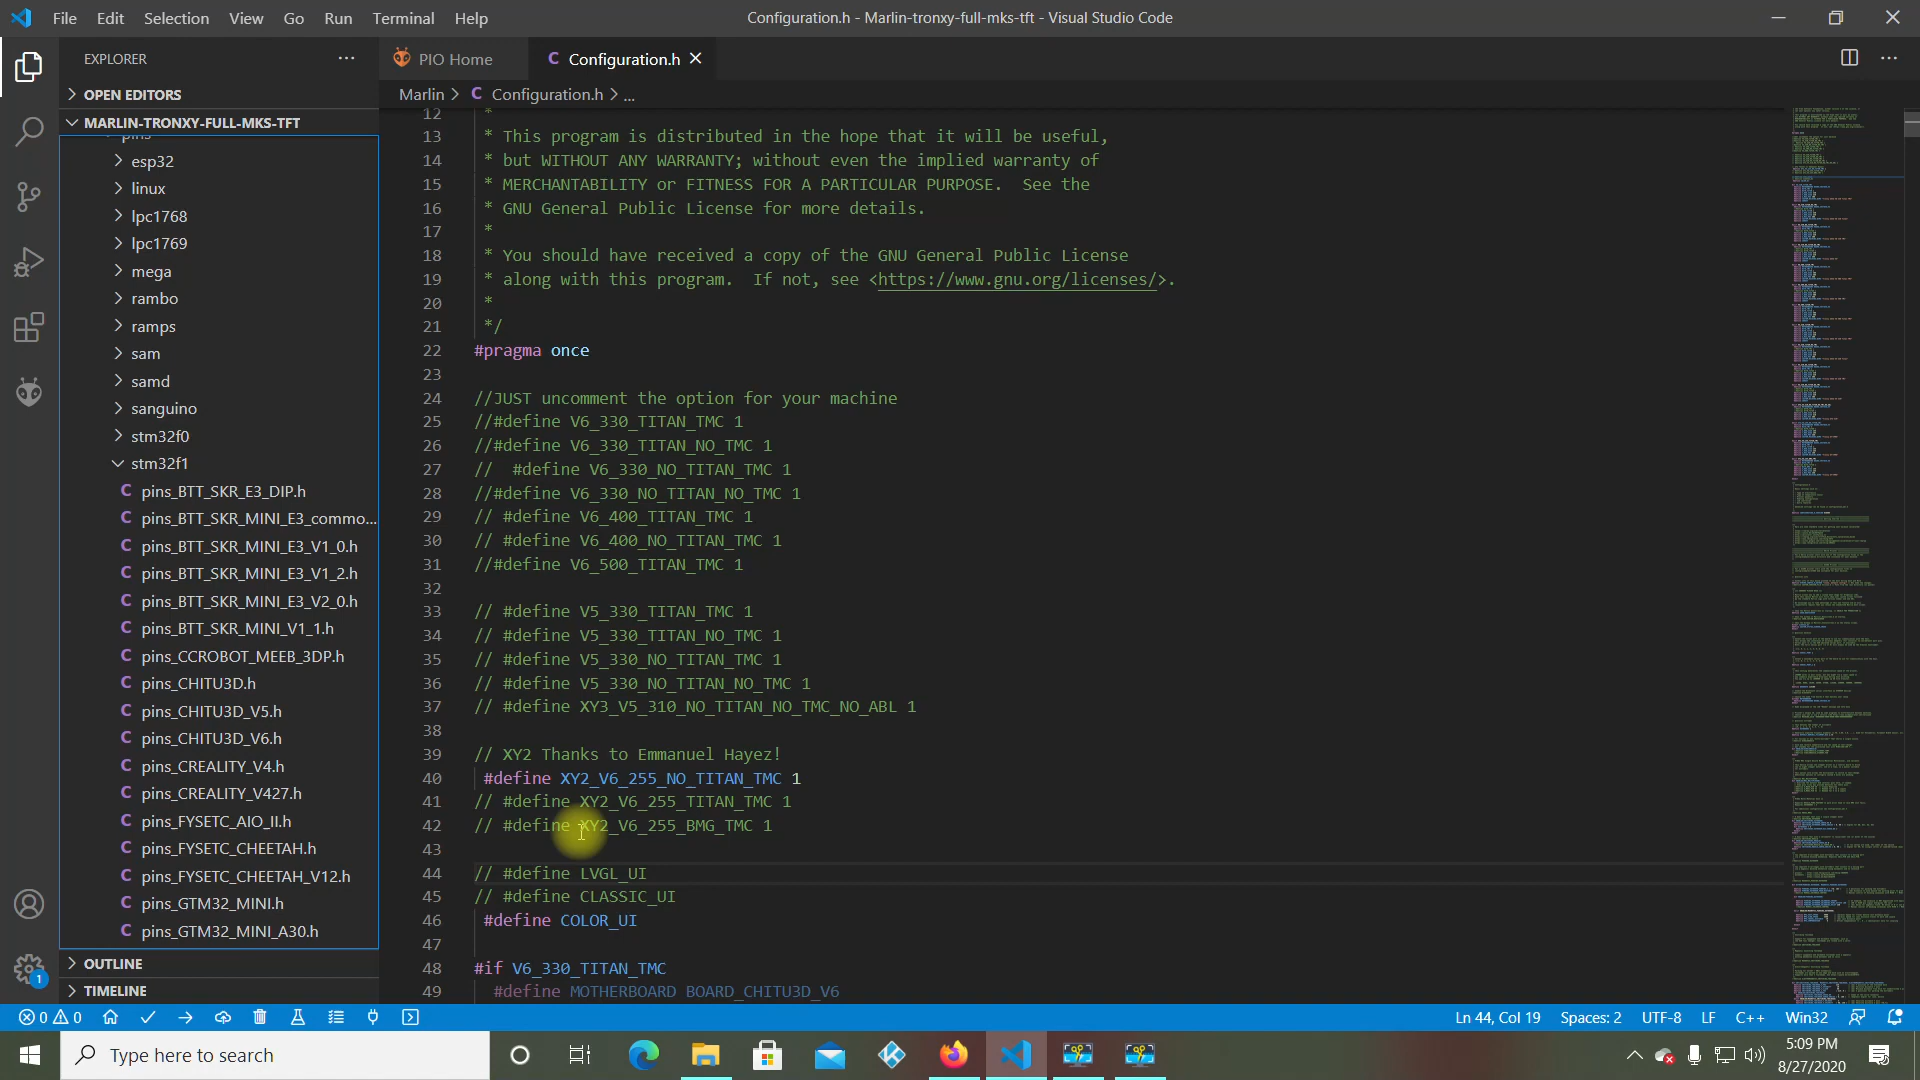 File Edit Selection View Go Run Terminal Help
Configuration.h - Marlin-tronxy-full-mks-tft - Visual Studio Code
EXPLORER
PIO Home
C Configuration.h
OPEN EDITORS
Marlin > C Configuration.h > ...
MARLIN-TRONXY-FULL-MKS-TFT
pins
esp32
linux
lpc1768
lpc1769
mega
rambo
ramps
sam
samd
sanguino
stm32f0
stm32f1
C pins_BTT_SKR_E3_DIP.h
C pins_BTT_SKR_MINI_E3_commo...
C pins_BTT_SKR_MINI_E3_V1_0.h
C pins_BTT_SKR_MINI_E3_V1_2.h
C pins_BTT_SKR_MINI_E3_V2_0.h
C pins_BTT_SKR_MINI_V1_1.h
C pins_CCROBOT_MEEB_3DP.h
C pins_CHITU3D.h
C pins_CHITU3D_V5.h
C pins_CHITU3D_V6.h
C pins_CREALITY_V4.h
C pins_CREALITY_V427.h
C pins_FYSETC_AIO_II.h
C pins_FYSETC_CHEETAH.h
C pins_FYSETC_CHEETAH_V12.h
C pins_GTM32_MINI.h
C pins_GTM32_MINI_A30.h
OUTLINE
TIMELINE
12 *
13 * This program is distributed in the hope that it will be useful,
14 * but WITHOUT ANY WARRANTY; without even the implied warranty of
15 * MERCHANTABILITY or FITNESS FOR A PARTICULAR PURPOSE.  See the
16 * GNU General Public License for more details.
17 *
18 * You should have received a copy of the GNU General Public License
19 * along with this program.  If not, see <https://www.gnu.org/licenses/>.
20 *
21 */
22 #pragma once
23
24 //JUST uncomment the option for your machine
25 //#define V6_330_TITAN_TMC 1
26 //#define V6_330_TITAN_NO_TMC 1
27 //  #define V6_330_NO_TITAN_TMC 1
28 //#define V6_330_NO_TITAN_NO_TMC 1
29 // #define V6_400_TITAN_TMC 1
30 // #define V6_400_TITAN_NO_TMC 1
31 //#define V6_500_TITAN_TMC 1
32
33 // #define V5_330_TITAN_TMC 1
34 // #define V5_330_TITAN_NO_TMC 1
35 // #define V5_330_NO_TITAN_TMC 1
36 // #define V5_330_NO_TITAN_NO_TMC 1
37 // #define XY3_V5_310_NO_TITAN_NO_TMC_NO_ABL 1
38
39 // XY2 Thanks to Emmanuel Hayez!
40 #define XY2_V6_255_NO_TITAN_TMC 1
41 // #define XY2_V6_255_TITAN_TMC 1
42 // #define XY2_V6_255_BMG_TMC 1
43
44 // #define LVGL_UI
45 // #define CLASSIC_UI
46 #define COLOR_UI
47
48 #if V6_330_TITAN_TMC
49 #define MOTHERBOARD BOARD_CHITU3D_V6
1
0 0
Ln 44, Col 19 Spaces: 2 UTF-8 LF C++ Win32
Type here to search
5:09 PM
8/27/2020